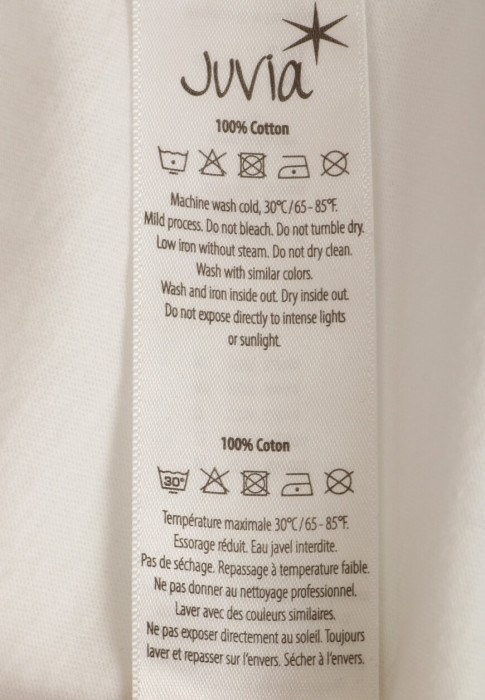 Juvia
100% Cotton
Machine wash cold, 30°C/65-85°F.
Mild process. Do not bleach. Do not tumble dry.
Low iron without steam. Do not dry clean.
Wash with similar colors.
Wash and iron inside out. Dry inside out.
Do not expose directly to intense lights
or sunlight.
100% Coton
30°
Température maximale 30°C/65-85°F.
Essorage réduit. Eau javel interdite.
Pas de séchage. Repassage à temperature faible.
Ne pas donner au nettoyage professionnel.
Laver avec des couleurs similaires.
Ne pas exposer directement au soleil. Toujours
laver et repasser sur l'envers. Sécher à l'envers.